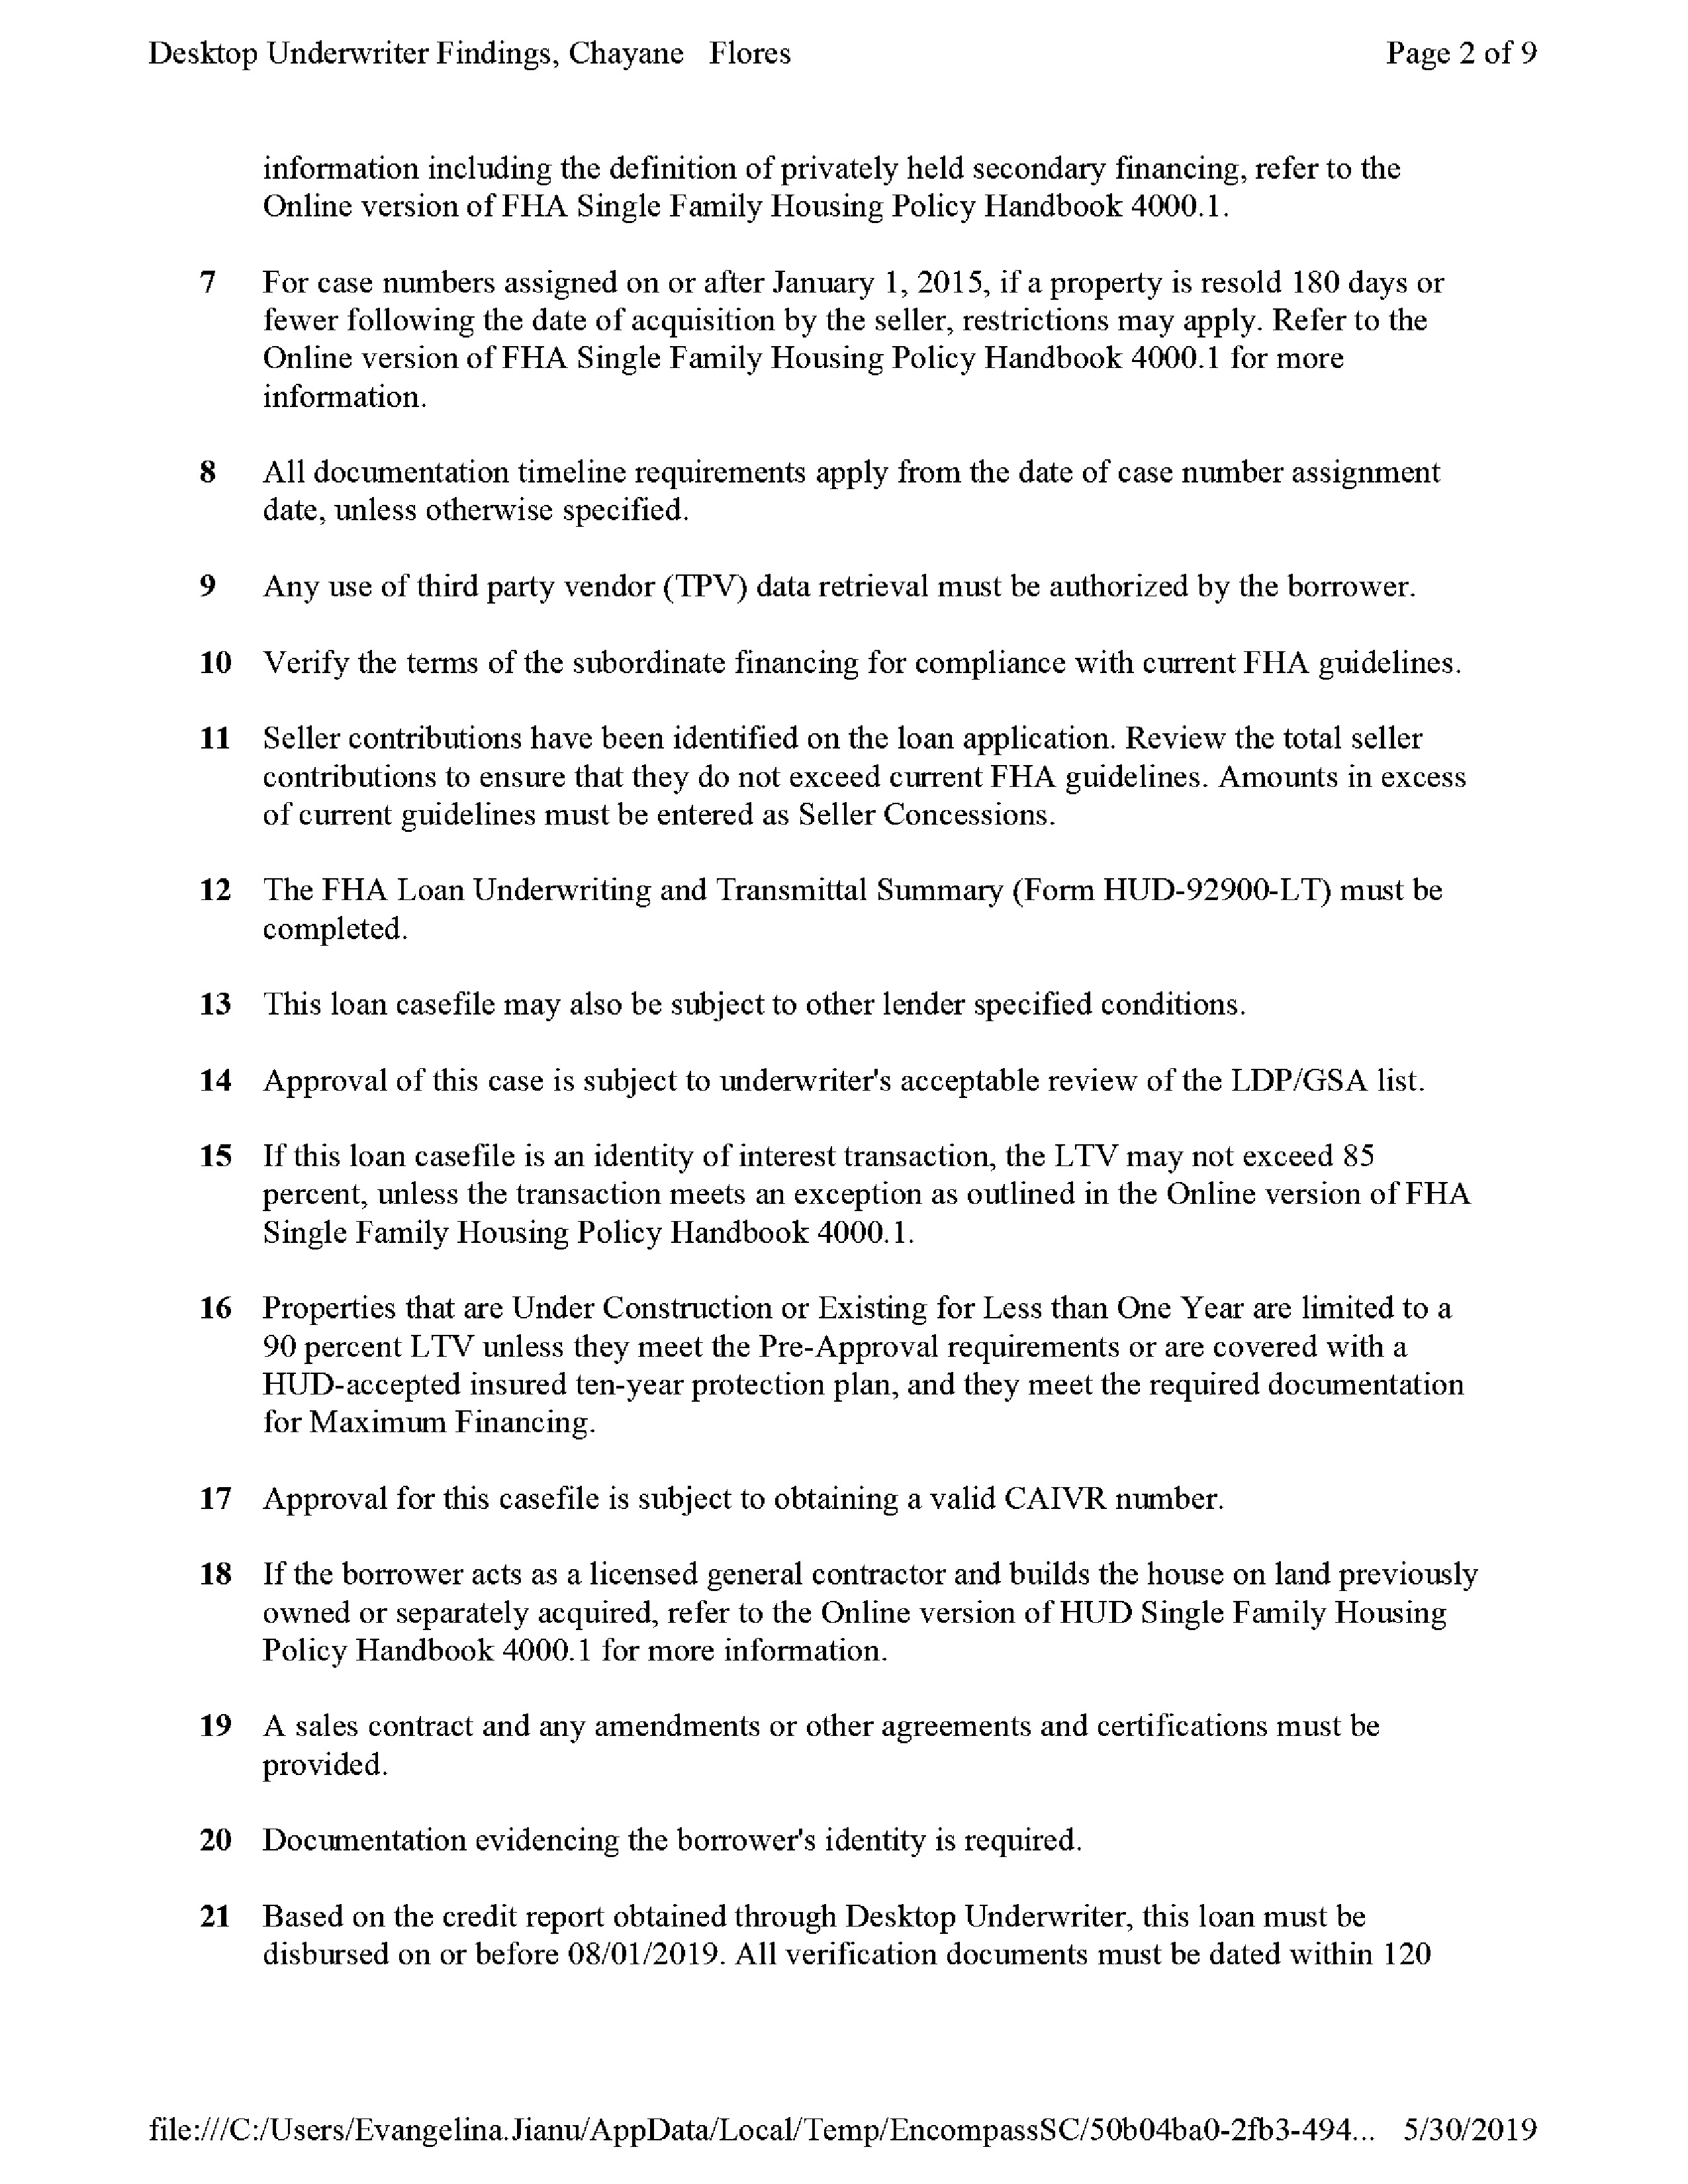 Desktop Underwriter Findings, Chayane Flores Page 2 of 9
information including the definition of privately held secondary financing, refer to the
Online version of FHA Single Family Housing Policy Handbook 4000.1.
7 For case numbers assigned on or after January 1, 2015, if a property is resold 180 days or
fewer following the date of acquisition by the seller, restrictions may apply. Refer to the
Online version of FHA Single Family Housing Policy Handbook 4000.1 for more
information.
8 All documentation timeline requirements apply from the date of case number assignment
date, unless otherwise specified.
9 Any use of third party vendor (TPV) data retrieval must be authorized by the borrower.
10 Verify the terms of the subordinate financing for compliance with current FHA guidelines.
11 Seller contributions have been identified on the loan application. Review the total seller
contributions to ensure that they do not exceed current FHA guidelines. Amounts in excess
of current guidelines must be entered as Seller Concessions.
12 The FHA Loan Underwriting and Transmittal Summary (Form HUD-92900-LT) must be
completed.
13 This loan casefile may also be subject to other lender specified conditions.
14 Approval of this case is subject to underwriter's acceptable review of the LDP/GSA list.
15 If this loan casefile is an identity of interest transaction, the LTV may not exceed 85
percent, unless the transaction meets an exception as outlined in the Online version of FHA
Single Family Housing Policy Handbook 4000.1.
16 Properties that are Under Construction or Existing for Less than One Year are limited to a
90 percent LTV unless they meet the Pre-Approval requirements or are covered with a
HUD-accepted insured ten-year protection plan, and they meet the required documentation
for Maximum Financing.
17 Approval for this casefile is subject to obtaining a valid CAIVR number.
18 If the borrower acts as a licensed general contractor and builds the house on land previously
owned or separately acquired, refer to the Online version of HUD Single Family Housing
Policy Handbook 4000.1 for more information.
19 A sales contract and any amendments or other agreements and certifications must be
provided.
20 Documentation evidencing the borrower's identity is required.
21 Based on the credit report obtained through Desktop Underwriter, this loan must be
disbursed on or before 08/01/2019. All verification documents must be dated within 120
file:///C:/Users/Evangelina.Jianu/AppData/Local/Temp/EncompassSC/50b04ba0-2fb3-494... 5/30/2019